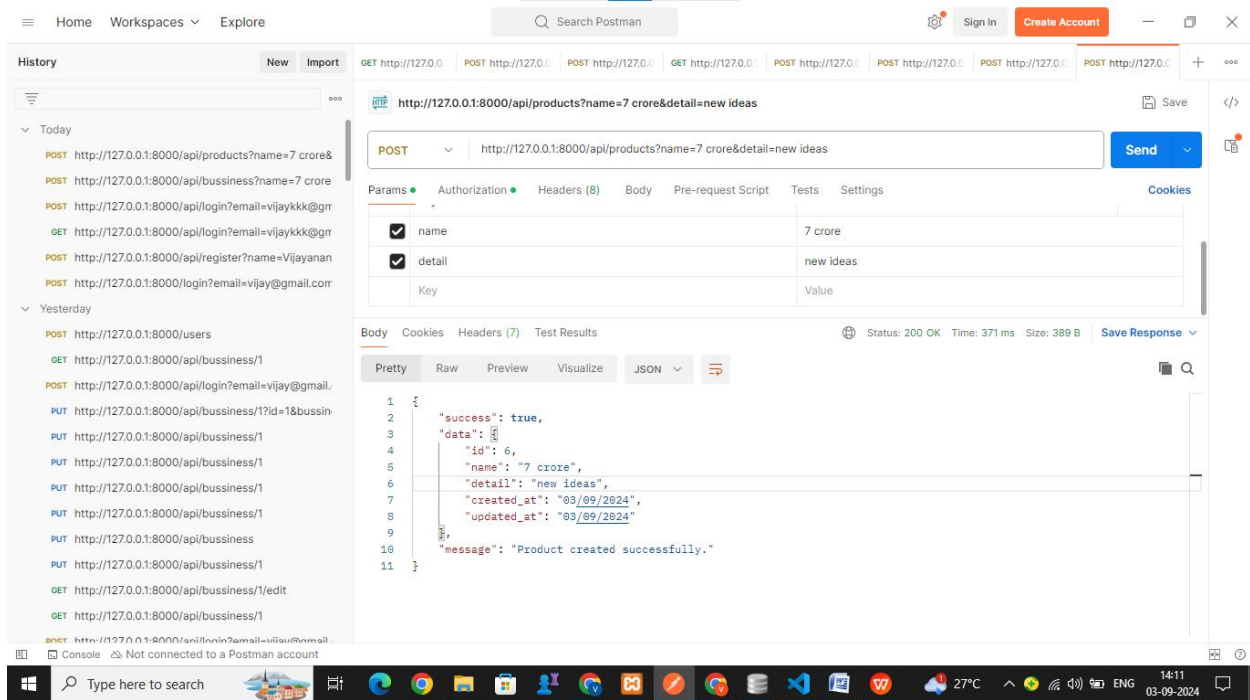 Home Workspaces Explore Search Postman Sign In Create Account
History New Import
GET http://127.0.0. POST http://127.0.0 POST http://127.0.0 GET http://127.0.0. POST http://127.0.0 POST http://127.0.0 POST http://127.0.0 POST http://127.0.0
HTTP http://127.0.0.1:8000/api/products?name=7 crore&detail=new ideas Save
Today
POST http://127.0.0.1:8000/api/products?name=7 crore&
POST http://127.0.0.1:8000/api/bussiness?name=7 crore
POST http://127.0.0.1:8000/api/login?email=vijaykkk@gm
GET http://127.0.0.1:8000/api/login?email=vijaykkk@gm
POST http://127.0.0.1:8000/api/register?name=Vijayanan
POST http://127.0.0.1:8000/login?email=vijay@gmail.com
Yesterday
POST http://127.0.0.1:8000/users
GET http://127.0.0.1:8000/api/bussiness/1
POST http://127.0.0.1:8000/api/login?email=vijay@gmail.
PUT http://127.0.0.1:8000/api/bussiness/1?id=1&bussin
PUT http://127.0.0.1:8000/api/bussiness/1
PUT http://127.0.0.1:8000/api/bussiness/1
PUT http://127.0.0.1:8000/api/bussiness/1
PUT http://127.0.0.1:8000/api/bussiness/1
PUT http://127.0.0.1:8000/api/bussiness
PUT http://127.0.0.1:8000/api/bussiness/1
GET http://127.0.0.1:8000/api/bussiness/1/edit
GET http://127.0.0.1:8000/api/bussiness/1
POST http://127.0.0.1:8000/api/login?email=vijay@gmail.
POST http://127.0.0.1:8000/api/products?name=7 crore&detail=new ideas Send
Params Authorization Headers (8) Body Pre-request Script Tests Settings Cookies
name 7 crore
detail new ideas
Key Value
Body Cookies Headers (7) Test Results Status: 200 OK Time: 371 ms Size: 389 B Save Response
Pretty Raw Preview Visualize JSON
1 {
2 "success": true,
3 "data": {
4 "id": 6,
5 "name": "7 crore",
6 "detail": "new ideas",
7 "created_at": "03/09/2024",
8 "updated_at": "03/09/2024"
9 },
10 "message": "Product created successfully."
11 }
Console Not connected to a Postman account
Type here to search 27°C ENG 14:11
03-09-2024